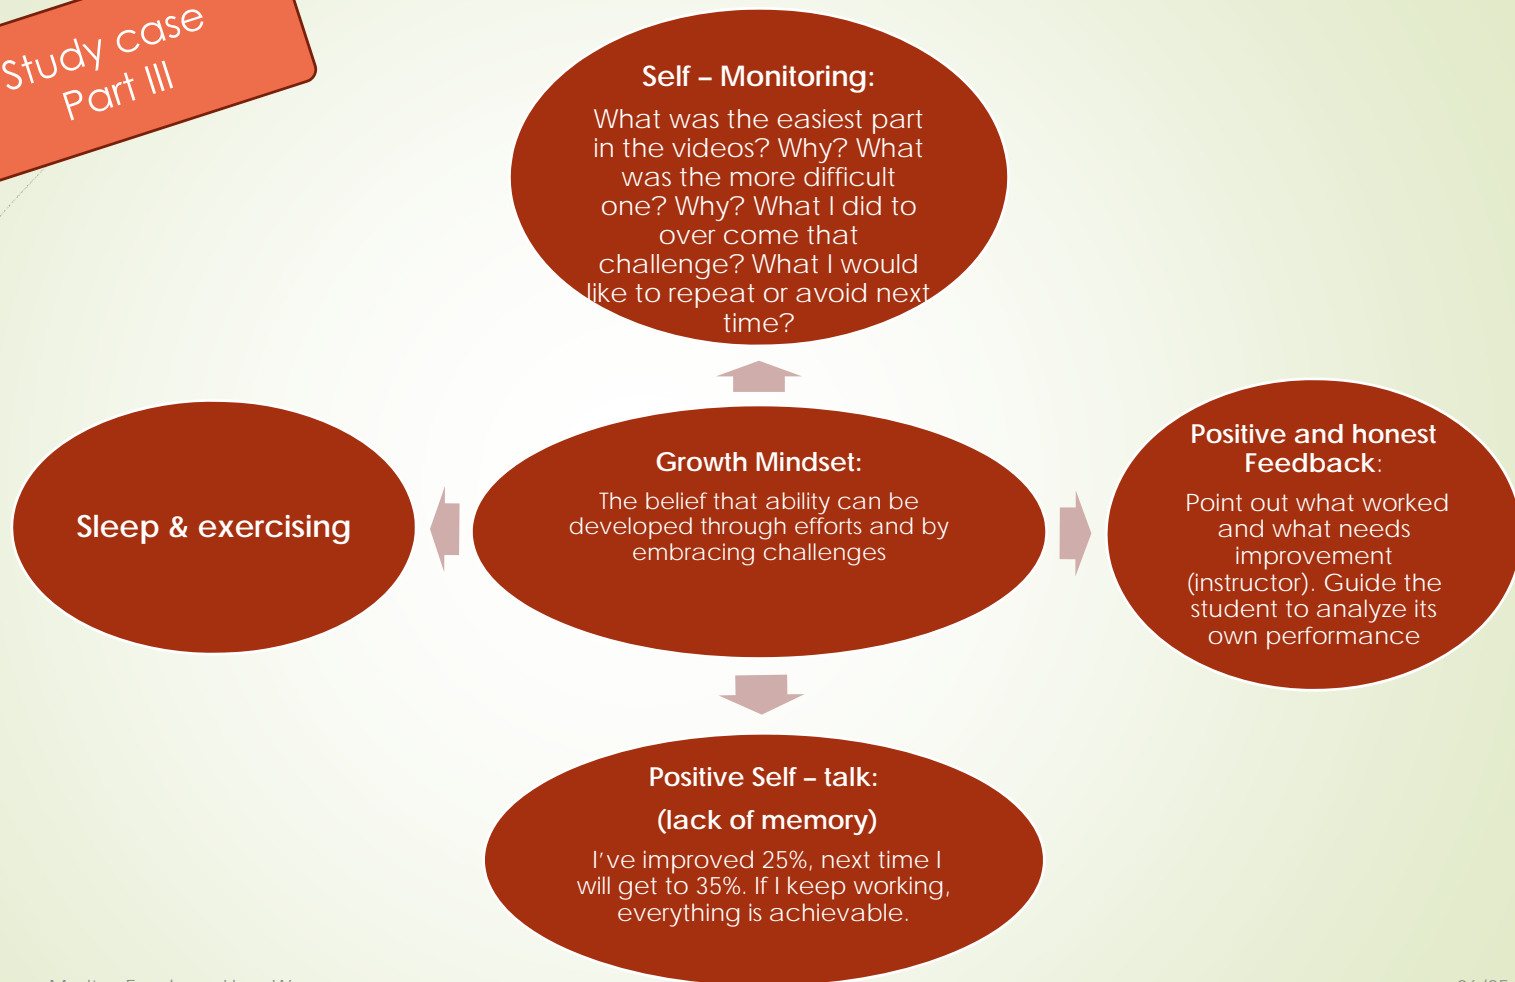 Study case
Part III
Self – Monitoring:
What was the easiest part
in the videos? Why? What
was the more difficult
one? Why? What I did to
over come that
challenge? What I would
like to repeat or avoid next
time?
Sleep & exercising
Growth Mindset:
The belief that ability can be
developed through efforts and by
embracing challenges
Positive and honest
Feedback:
Point out what worked
and what needs
improvement
(instructor). Guide the
student to analyze its
own performance
Positive Self – talk:
(lack of memory)
I've improved 25%, next time I
will get to 35%. If I keep working,
everything is achievable.